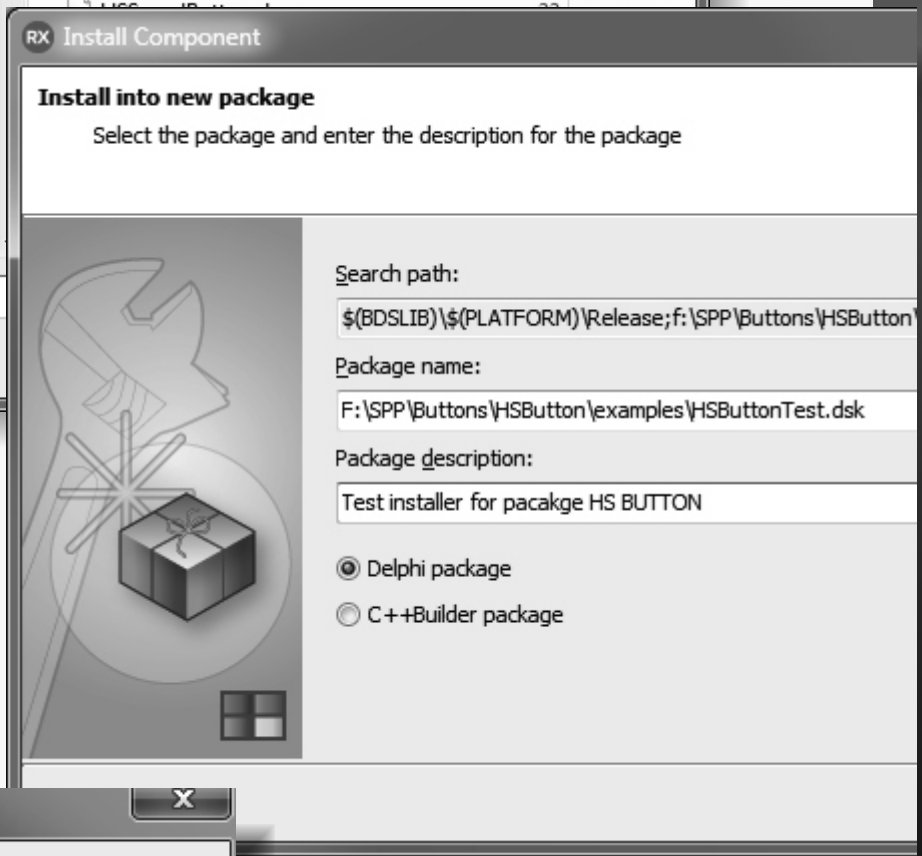 RX Install Component
Install into new package
Select the package and enter the description for the package
Search path:
$(BDSLIB)\$(PLATFORM)\Release;f:\SPP\Buttons\HSButton\
Package name:
F:\SPP\Buttons\HSButton\examples\HSButtonTest.dsk
Package description:
Test installer for pacakge HS BUTTON
Delphi package
C++Builder package